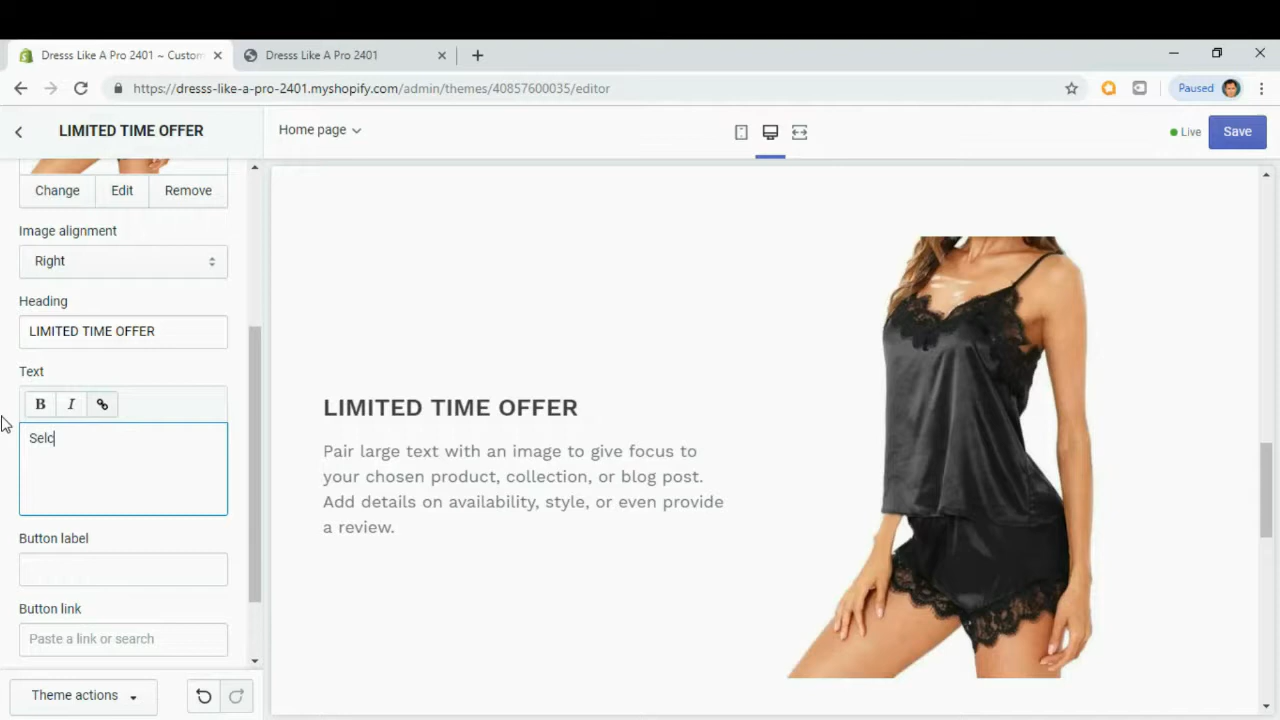 Dresss Like A Pro 2401 ~ Custom
Dresss Like A Pro 2401
https://dresss-like-a-pro-2401.myshopify.com/admin/themes/40857600035/editor
Paused
LIMITED TIME OFFER
Home page
Live
Save
Change
Edit
Remove
Image alignment
Right
Heading
LIMITED TIME OFFER
Text
B I
Selc
Button label
Button link
Paste a link or search
Theme actions
LIMITED TIME OFFER
Pair large text with an image to give focus to
your chosen product, collection, or blog post.
Add details on availability, style, or even provide
a review.